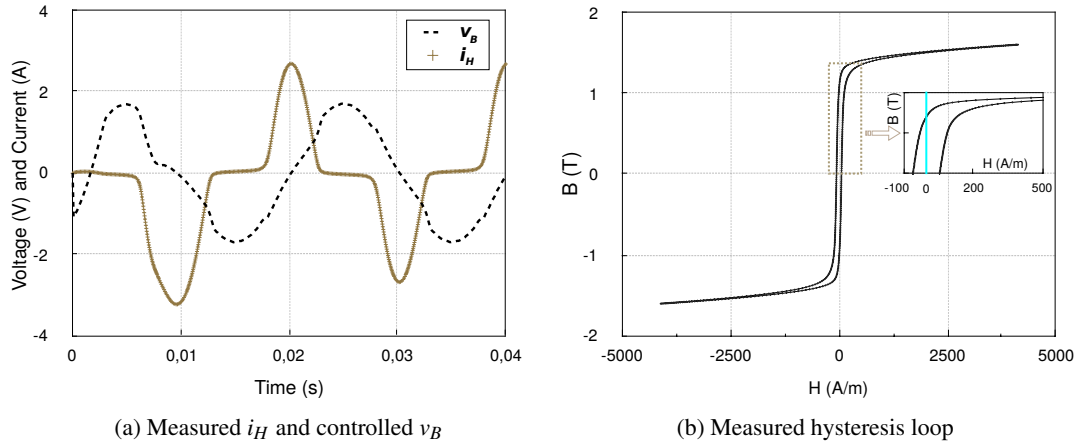 4
2
0
-2
-4
Voltage (V) and Current (A)
v_B
i_H
0
0,01
0,02
0,03
0,04
Time (s)
(a) Measured i_H and controlled v_B
2
1
0
-1
-2
B (T)
B (T)
H (A/m)
-100
0
200
500
-5000
-2500
0
2500
5000
H (A/m)
(b) Measured hysteresis loop